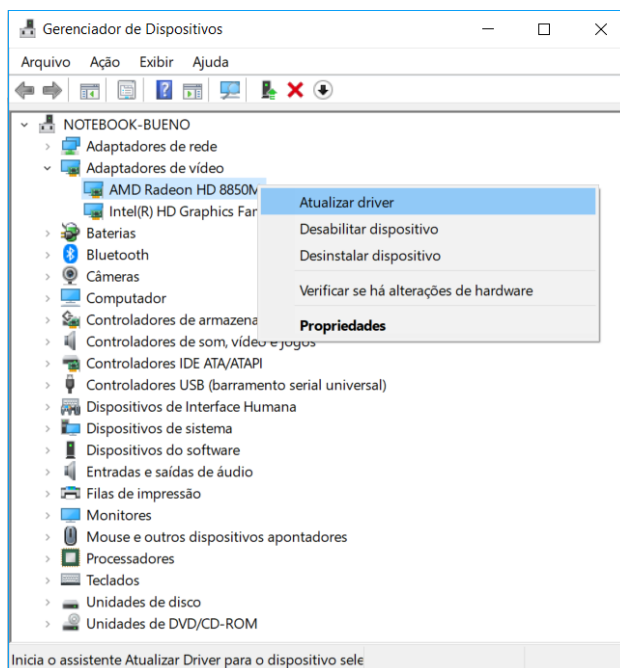 Gerenciador de Dispositivos
Arquivo Ação Exibir Ajuda
NOTEBOOK-BUENO
Adaptadores de rede
Adaptadores de vídeo
AMD Radeon HD 8850M
Intel(R) HD Graphics
Atualizar driver
Desabilitar dispositivo
Desinstalar dispositivo
Verificar se há alterações de hardware
Propriedades
Baterias
Bluetooth
Câmeras
Computador
Controladores de
Controladores de som, vídeo e jogos
Controladores IDE ATA/ATAPI
Controladores USB (barramento serial universal)
Dispositivos de Interface Humana
Dispositivos de sistema
Dispositivos do software
Entradas e saídas de áudio
Filas de impressão
Monitores
Mouse e outros dispositivos apontadores
Processadores
Teclados
Unidades de disco
Unidades de DVD/CD-ROM
Inicia o assistente Atualizar Driver para o dispositivo sele